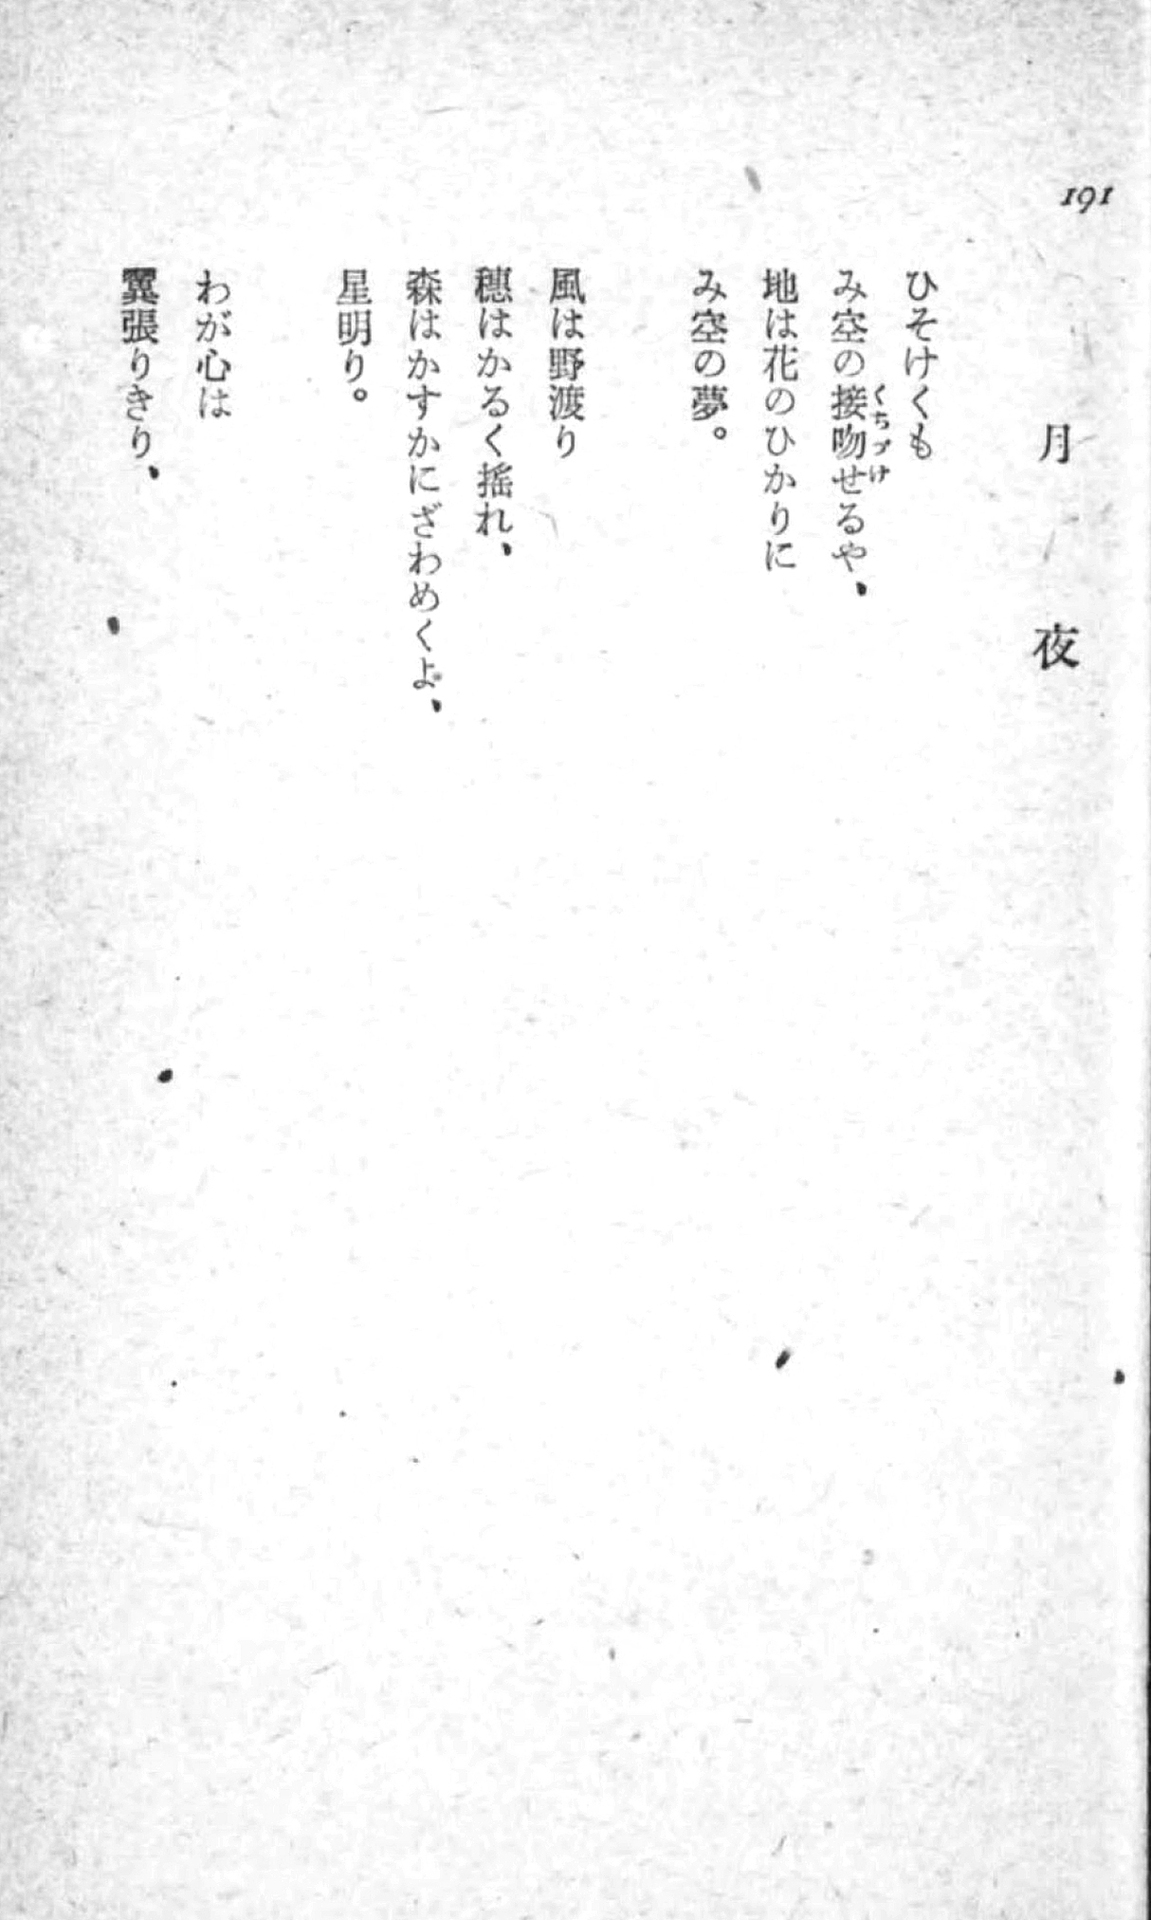 191
月夜
ひそけくも
み空の接吻せるや、
くちづけ
地は花のひかりに
み空の夢。
風は野渡り
穗はかるく搖れ、
森はかすかにざわめくよ、
星明り。
わが心は
翼張りきり、